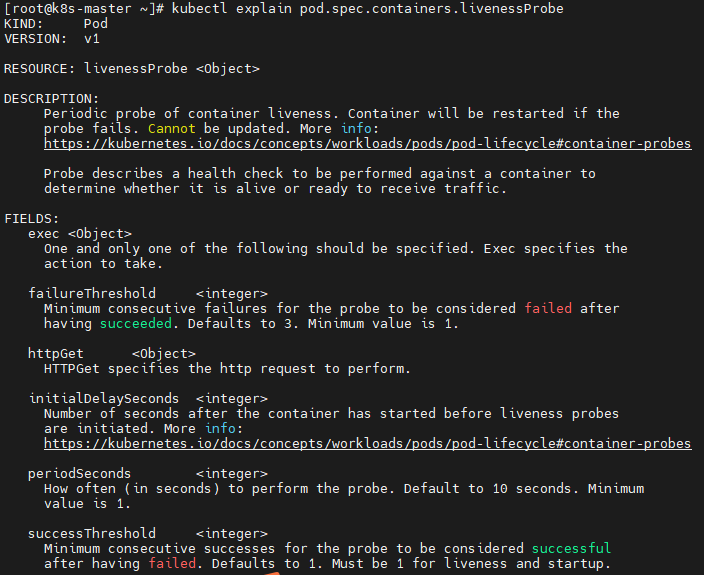 [root@k8s-master ~]# kubectl explain pod.spec.containers.livenessProbe
KIND:     Pod
VERSION:  v1
RESOURCE: livenessProbe <Object>
DESCRIPTION:
Periodic probe of container liveness. Container will be restarted if the
probe fails. Cannot be updated. More info:
https://kubernetes.io/docs/concepts/workloads/pods/pod-lifecycle#container-probes
Probe describes a health check to be performed against a container to
determine whether it is alive or ready to receive traffic.
FIELDS:
exec <Object>
One and only one of the following should be specified. Exec specifies the
action to take.
failureThreshold     <integer>
Minimum consecutive failures for the probe to be considered failed after
having succeeded. Defaults to 3. Minimum value is 1.
httpGet      <Object>
HTTPGet specifies the http request to perform.
initialDelaySeconds  <integer>
Number of seconds after the container has started before liveness probes
are initiated. More info:
https://kubernetes.io/docs/concepts/workloads/pods/pod-lifecycle#container-probes
periodSeconds        <integer>
How often (in seconds) to perform the probe. Default to 10 seconds. Minimum
value is 1.
successThreshold     <integer>
Minimum consecutive successes for the probe to be considered successful
after having failed. Defaults to 1. Must be 1 for liveness and startup.